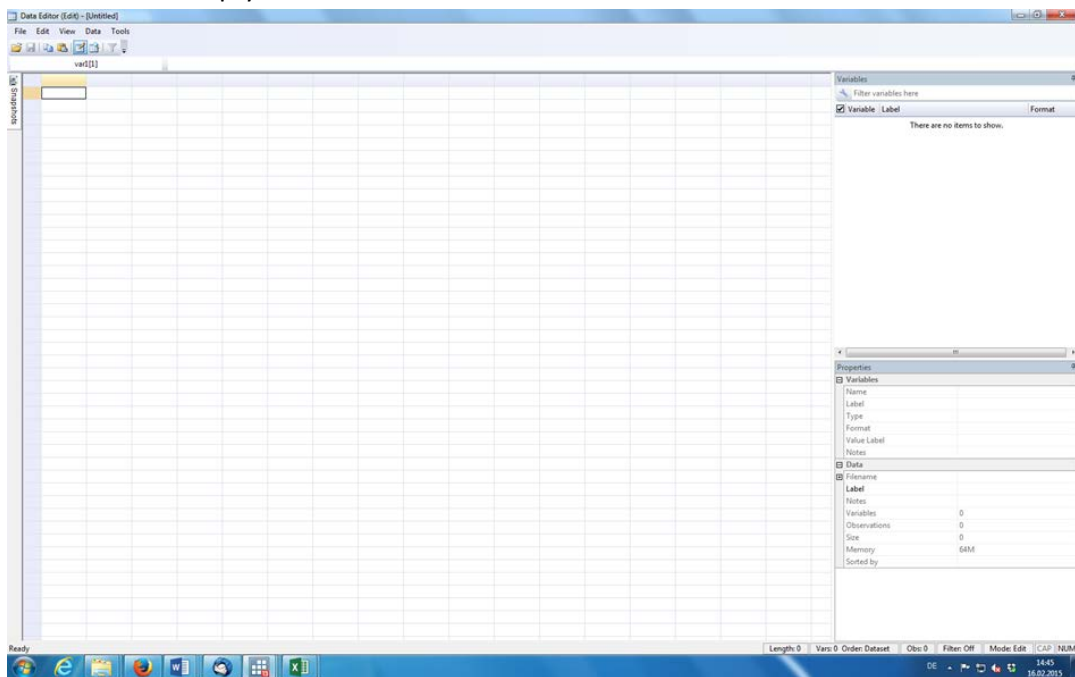 Data Editor (Edit) - [Untitled]
File Edit View Data Tools
var1[1]
Snapshots
Variables
Filter variables here
Variable Label Format
There are no items to show.
Properties
Variables
Name
Label
Type
Format
Value Label
Notes
Data
Filename
Label
Notes
Variables 0
Observations 0
Size 0
Memory 64M
Sorted by
Ready Length: 0 Vars: 0 Order: Dataset Obs: 0 Filter: Off Mode: Edit CAP NUM
DE 14:45
16.02.2015